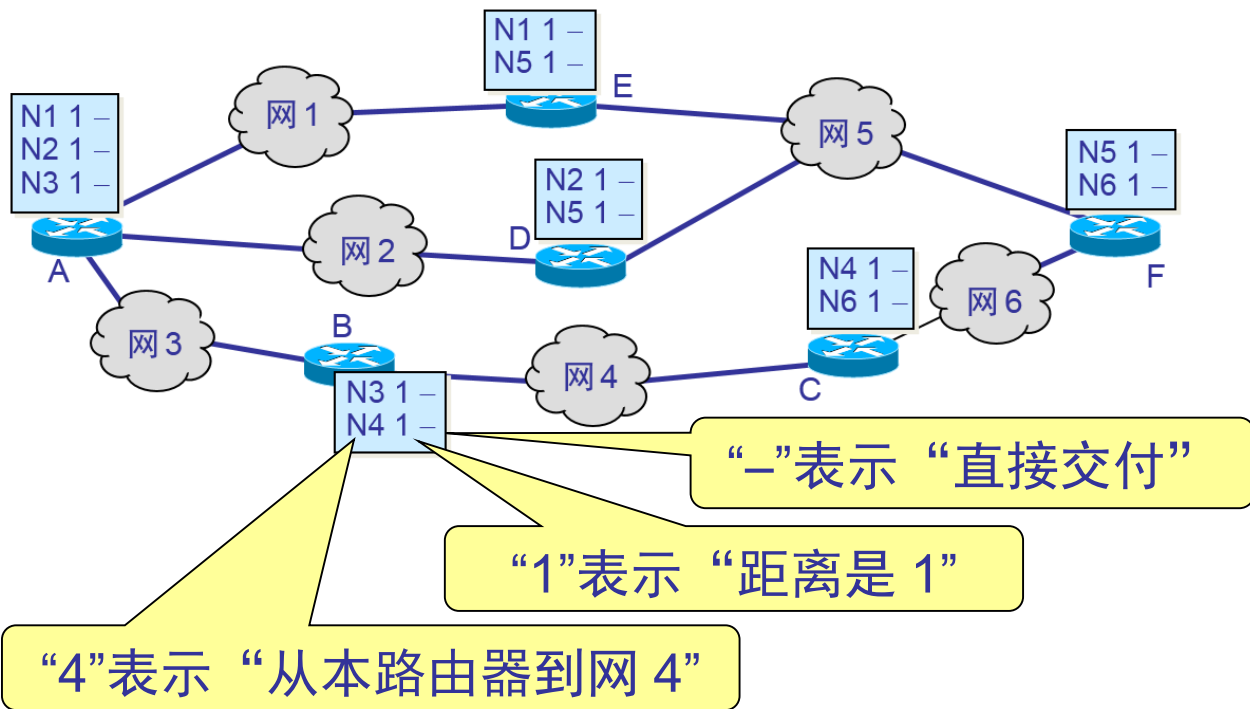 N1 1 –
N5 1 –
E
N1 1 –
N2 1 –
N3 1 –
A
网 1
网 5
N5 1 –
N6 1 –
F
N2 1 –
N5 1 –
D
网 2
N4 1 –
N6 1 –
C
网 6
网 3
B
N3 1 –
N4 1 –
网 4
“–”表示“直接交付”
“1”表示“距离是 1”
“4”表示“从本路由器到网 4”